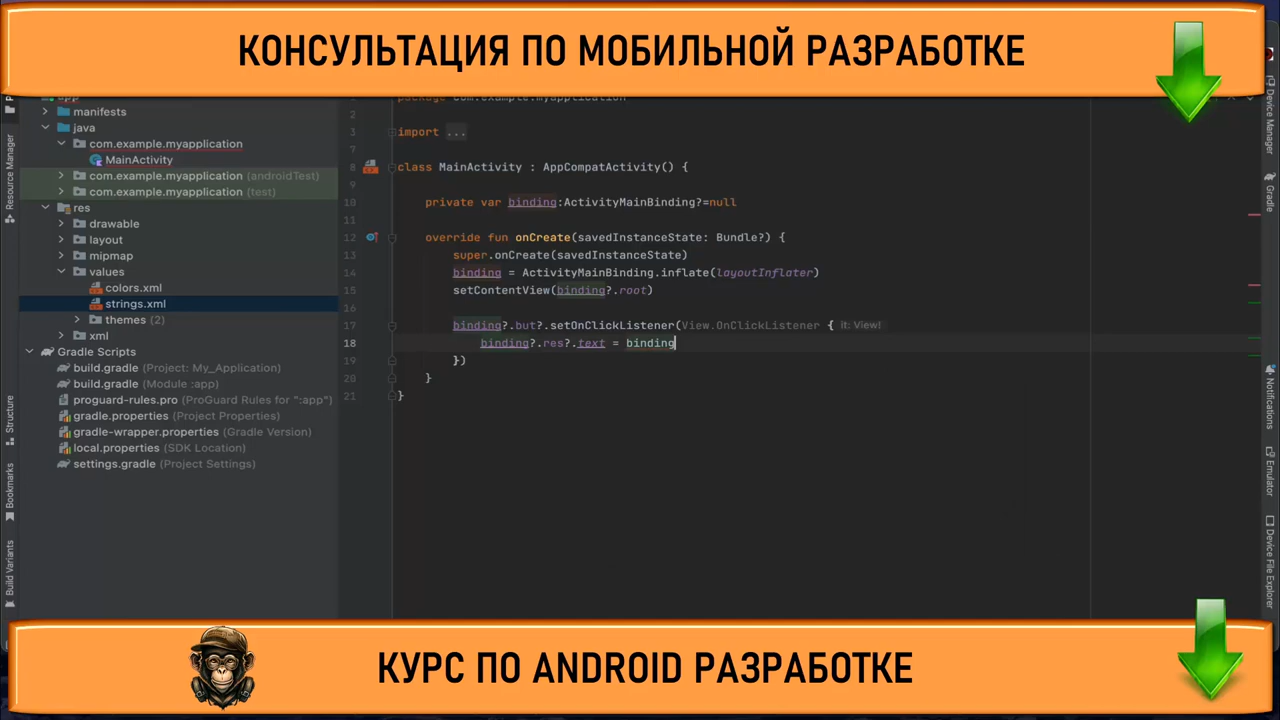 КОНСУЛЬТАЦИЯ ПО МОБИЛЬНОЙ РАЗРАБОТКЕ
app
manifests
java
com.example.myapplication
MainActivity
com.example.myapplication (androidTest)
com.example.myapplication (test)
res
drawable
layout
mipmap
values
colors.xml
strings.xml
themes (2)
xml
Gradle Scripts
build.gradle (Project: My_Application)
build.gradle (Module :app)
proguard-rules.pro (ProGuard Rules for ":app")
gradle.properties (Project Properties)
gradle-wrapper.properties (Gradle Version)
local.properties (SDK Location)
settings.gradle (Project Settings)
package com.example.myapplication
2
3 import ...
7
8 class MainActivity : AppCompatActivity() {
9
10 private var binding:ActivityMainBinding?=null
11
12 override fun onCreate(savedInstanceState: Bundle?) {
13 super.onCreate(savedInstanceState)
14 binding = ActivityMainBinding.inflate(layoutInflater)
15 setContentView(binding?.root)
16
17 binding?.but?.setOnClickListener(View.OnClickListener { it: View!
18 binding?.res?.text = binding
19 })
20 }
21 }
Resource Manager
Structure
Bookmarks
Build Variants
Device Manager
Gradle
Notifications
Emulator
Device File Explorer
КУРС ПО ANDROID РАЗРАБОТКЕ